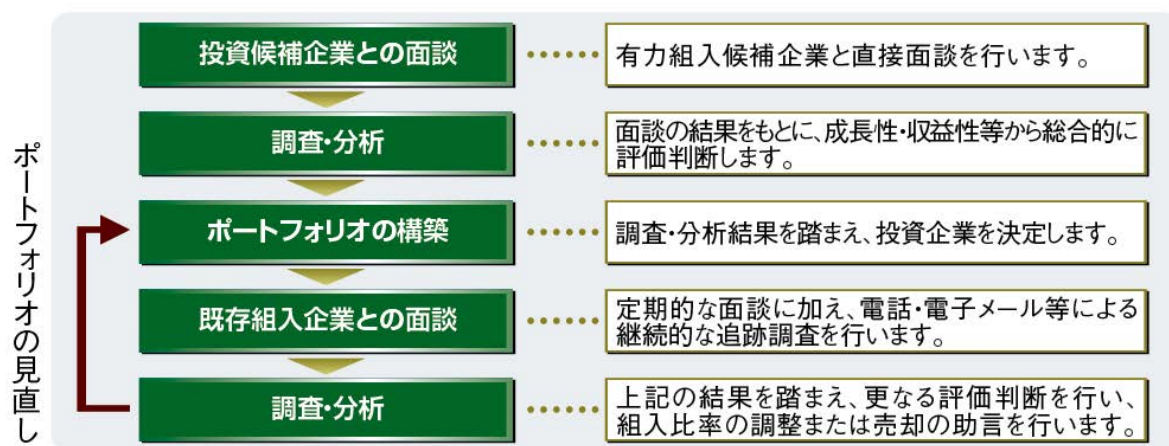 投資候補企業との面談
有力組入候補企業と直接面談を行います。
調査・分析
面談の結果をもとに、成長性・収益性等から総合的に
評価判断します。
ポートフォリオの構築
調査・分析結果を踏まえ、投資企業を決定します。
既存組入企業との面談
定期的な面談に加え、電話・電子メール等による
継続的な追跡調査を行います。
調査・分析
上記の結果を踏まえ、更なる評価判断を行い、
組入比率の調整または売却の助言を行います。
ポートフォリオの見直し